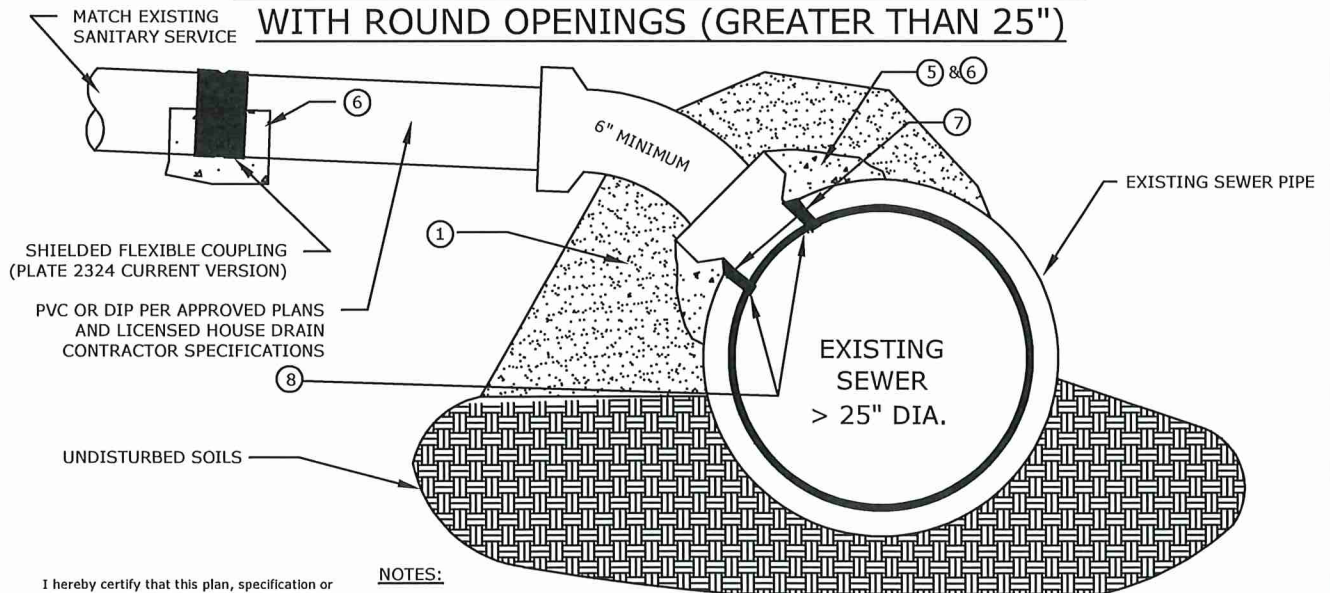 WITH ROUND OPENINGS (GREATER THAN 25")
MATCH EXISTING
SANITARY SERVICE
5 & 6
6
7
6" MINIMUM
EXISTING SEWER PIPE
1
SHIELDED FLEXIBLE COUPLING
(PLATE 2324 CURRENT VERSION)
PVC OR DIP PER APPROVED PLANS
AND LICENSED HOUSE DRAIN
CONTRACTOR SPECIFICATIONS
8
EXISTING
SEWER
> 25" DIA.
UNDISTURBED SOILS
I hereby certify that this plan, specification or
NOTES: